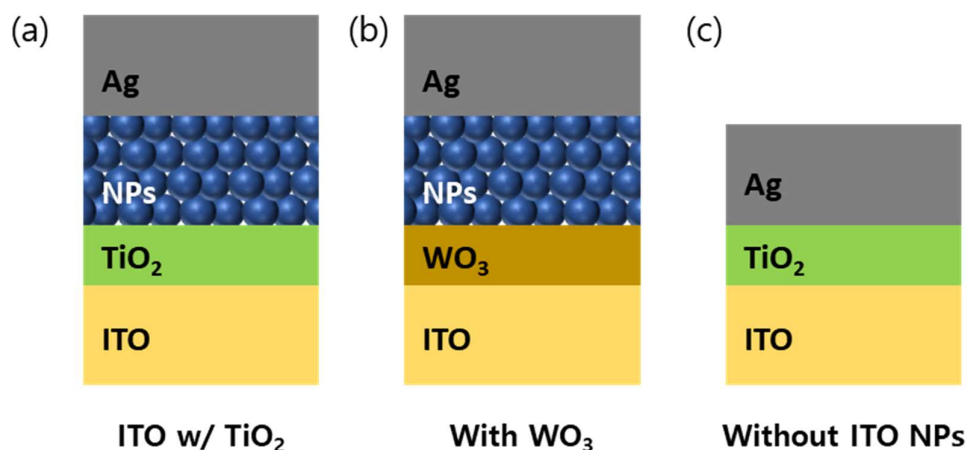 (a)
Ag
NPs
TiO₂
ITO
ITO w/ TiO₂
(b)
Ag
NPs
WO₃
ITO
With WO₃
(c)
Ag
TiO₂
ITO
Without ITO NPs